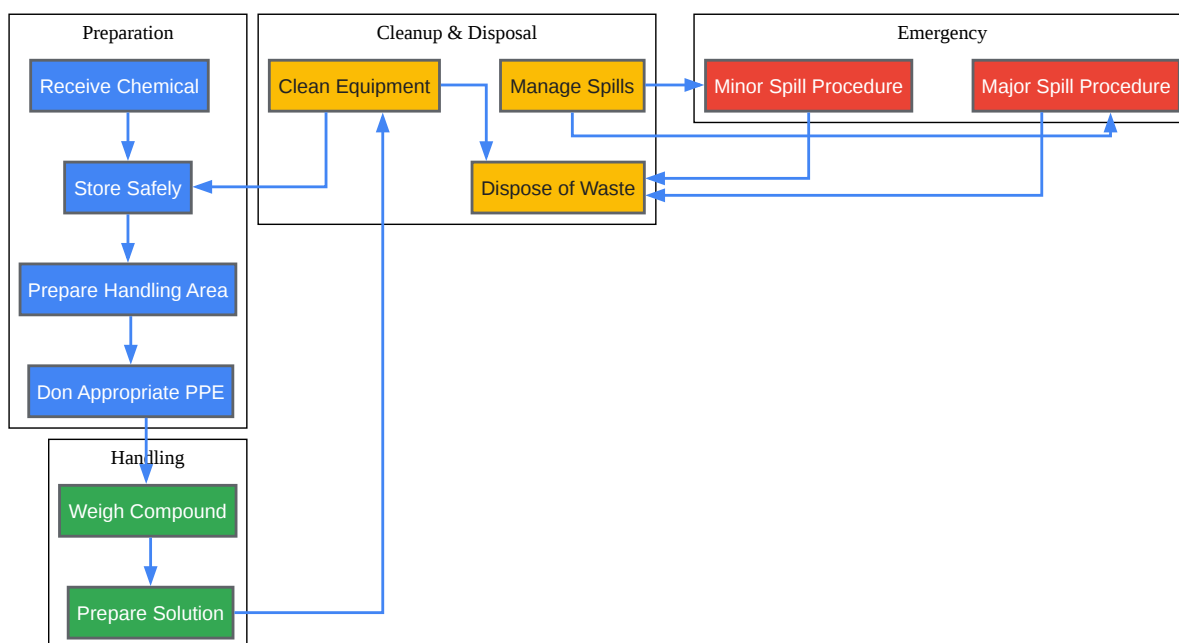 Preparation
Receive Chemical
Store Safely
Prepare Handling Area
Don Appropriate PPE
Handling
Weigh Compound
Prepare Solution
Cleanup & Disposal
Clean Equipment
Manage Spills
Dispose of Waste
Emergency
Minor Spill Procedure
Major Spill Procedure